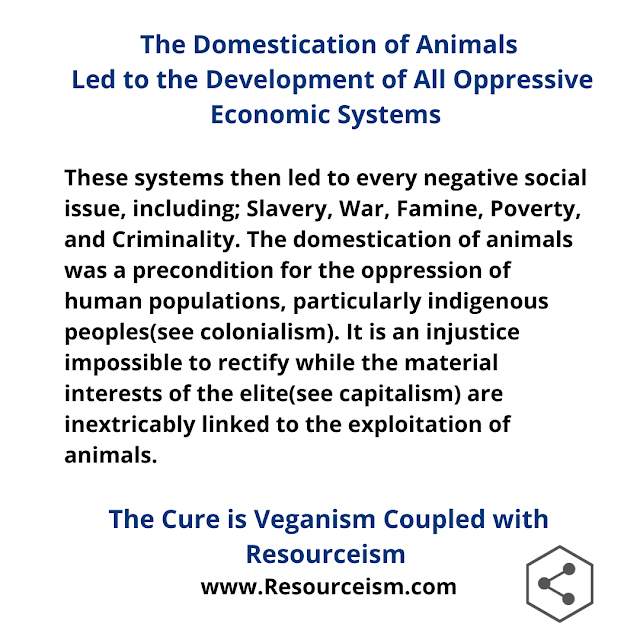 The Domestication of Animals
Led to the Development of All Oppressive
Economic Systems
These systems then led to every negative social
issue, including; Slavery, War, Famine, Poverty,
and Criminality. The domestication of animals
was a precondition for the oppression of
human populations, particularly indigenous
peoples(see colonialism). It is an injustice
impossible to rectify while the material
interests of the elite(see capitalism) are
inextricably linked to the exploitation of
animals.
The Cure is Veganism Coupled with
Resourceism
www.Resourceism.com